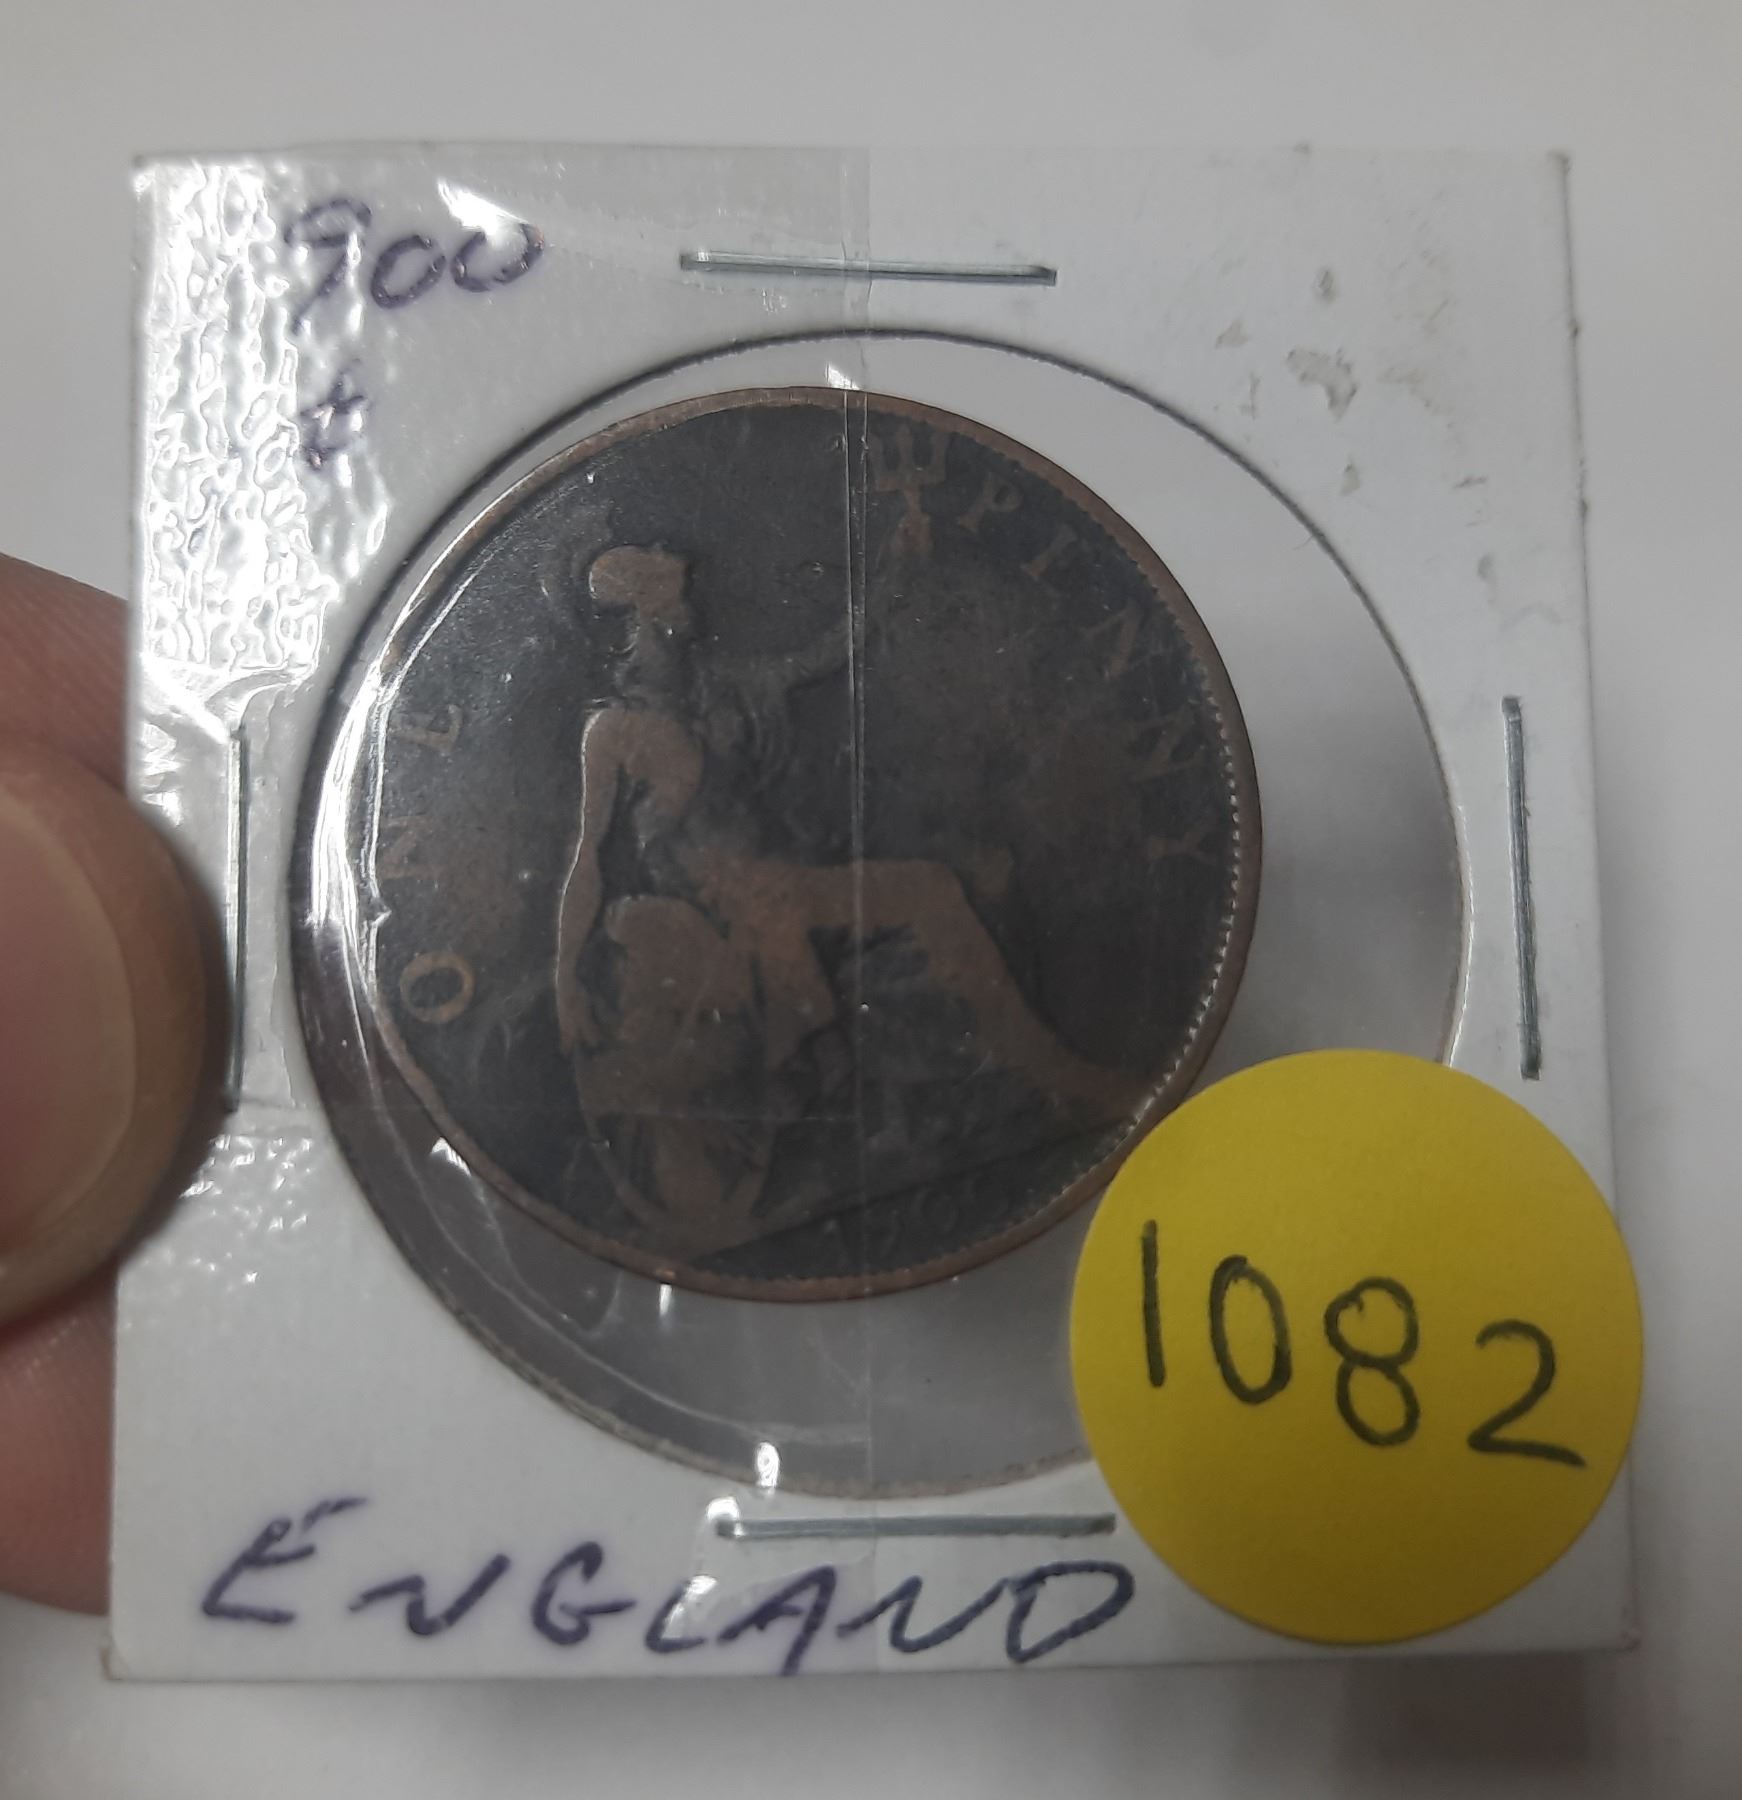 900
¢
ONE PENNY
1082
ENGLAND